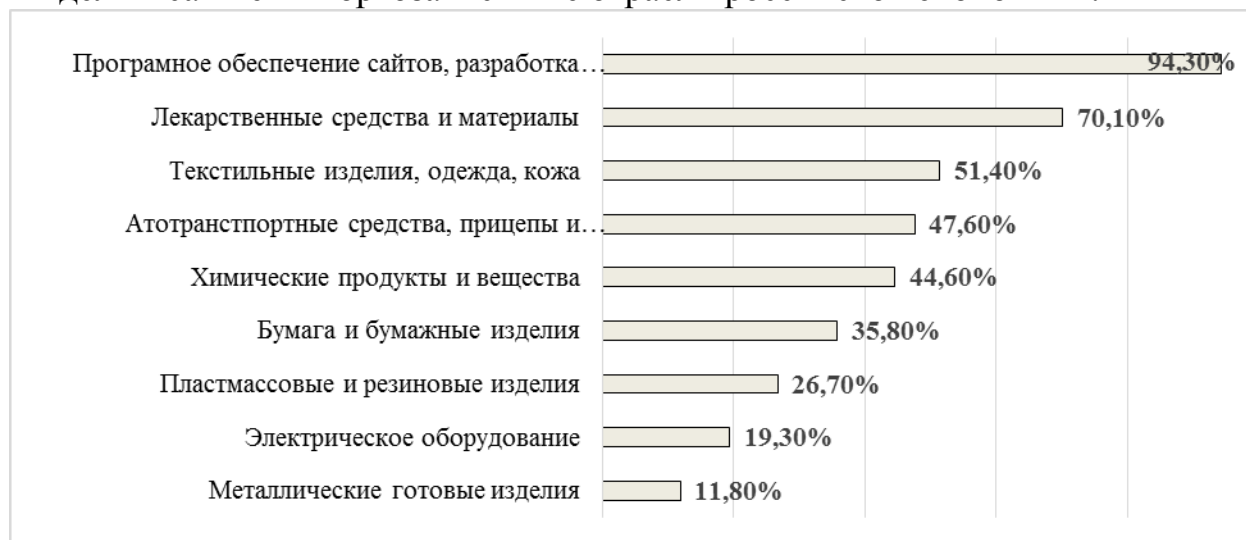 Програмное обеспечение сайтов, разработка… 94,30%
Лекарственные средства и материалы 70,10%
Текстильные изделия, одежда, кожа 51,40%
Атотранстпортные средства, прицепы и… 47,60%
Химические продукты и вещества 44,60%
Бумага и бумажные изделия 35,80%
Пластмассовые и резиновые изделия 26,70%
Электрическое оборудование 19,30%
Металлические готовые изделия 11,80%